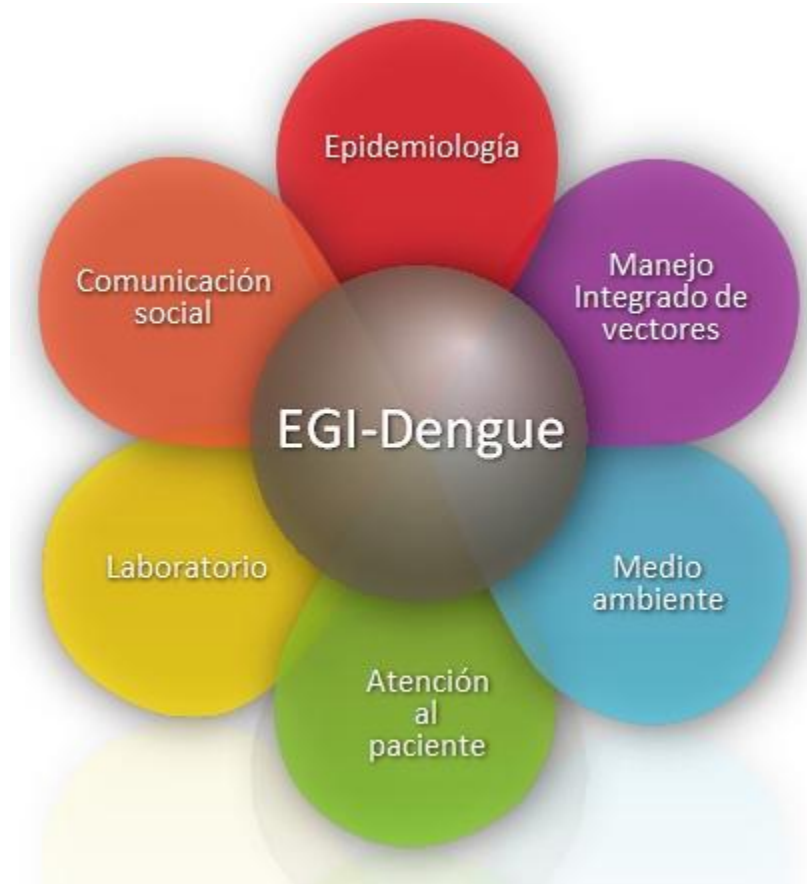 Epidemiología
Manejo
Integrado de
vectores
Medio
ambiente
Atención
al
paciente
Laboratorio
Comunicación
social
EGI-Dengue